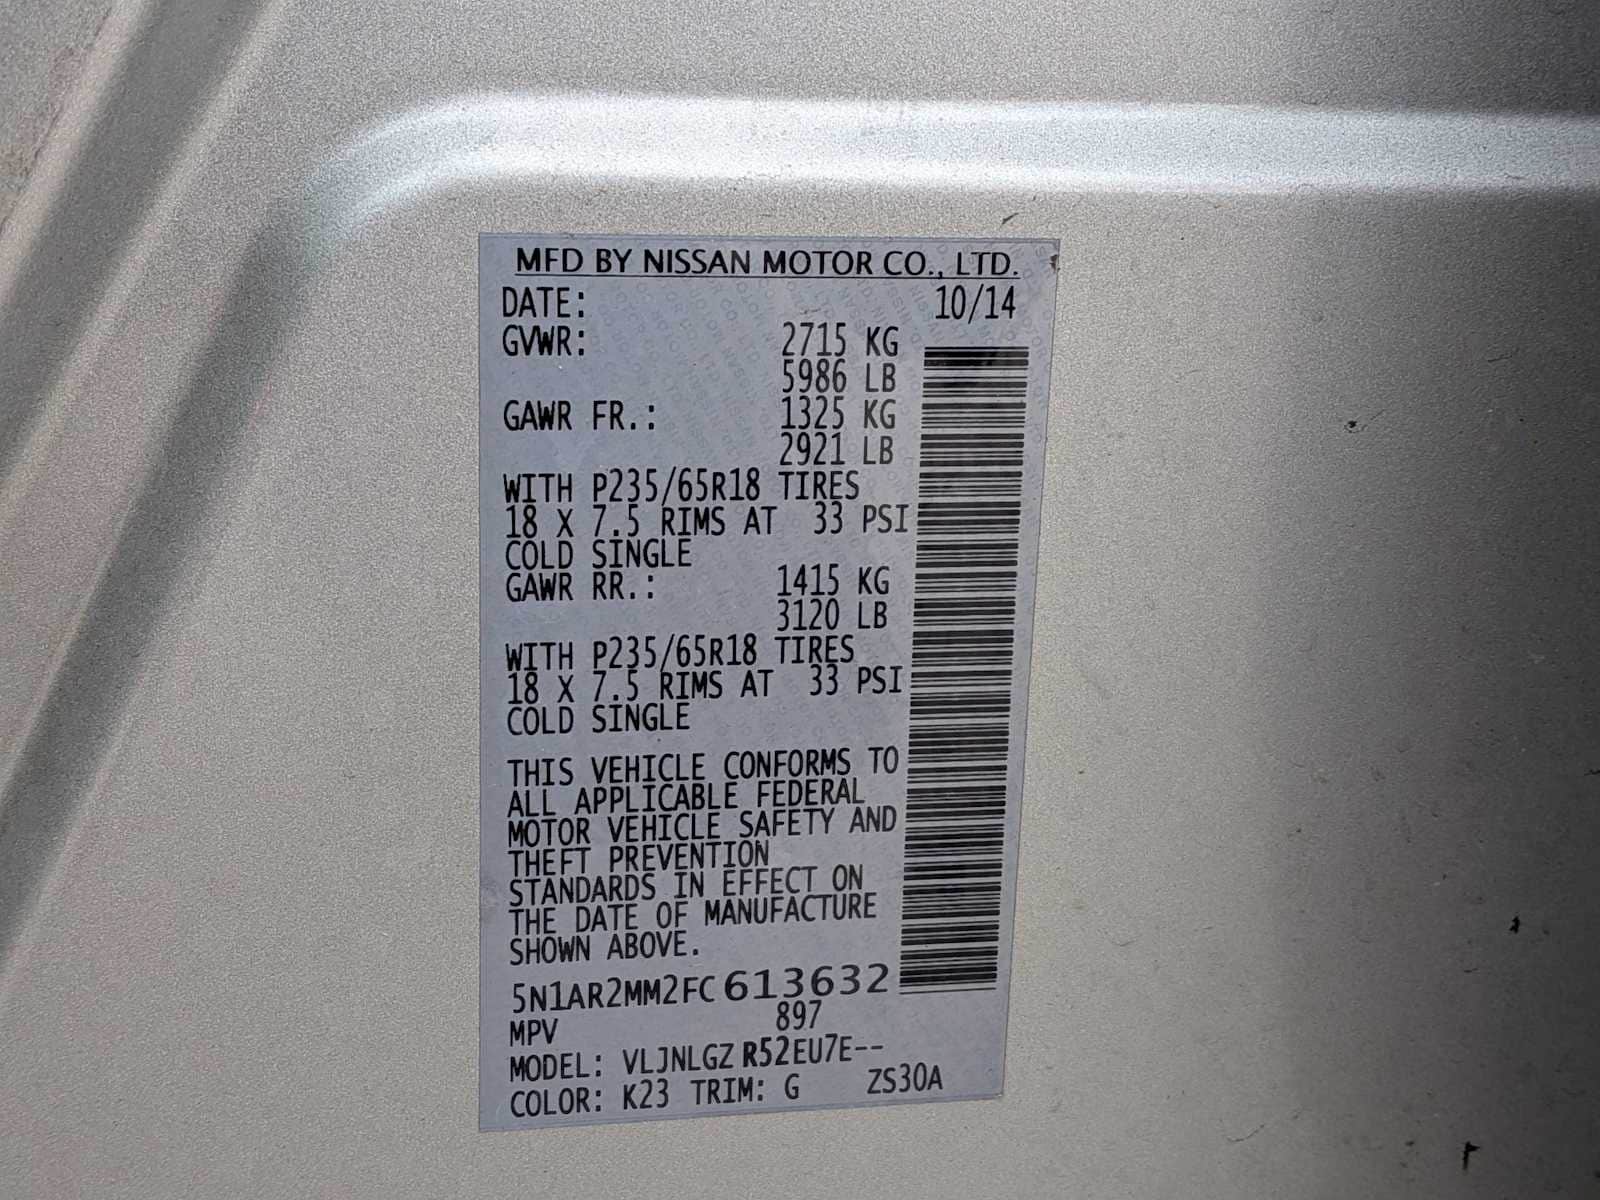 MFD BY NISSAN MOTOR CO., LTD.
DATE: 10/14
GVWR: 2715 KG
5986 LB
GAWR FR.: 1325 KG
2921 LB
WITH P235/65R18 TIRES
18 X 7.5 RIMS AT 33 PSI
COLD SINGLE
GAWR RR.: 1415 KG
3120 LB
WITH P235/65R18 TIRES
18 X 7.5 RIMS AT 33 PSI
COLD SINGLE
THIS VEHICLE CONFORMS TO
ALL APPLICABLE FEDERAL
MOTOR VEHICLE SAFETY AND
THEFT PREVENTION
STANDARDS IN EFFECT ON
THE DATE OF MANUFACTURE
SHOWN ABOVE.
5N1AR2MM2FC613632
MPV 897
MODEL: VLJNLGZ R52EU7E--
COLOR: K23 TRIM: G ZS30A